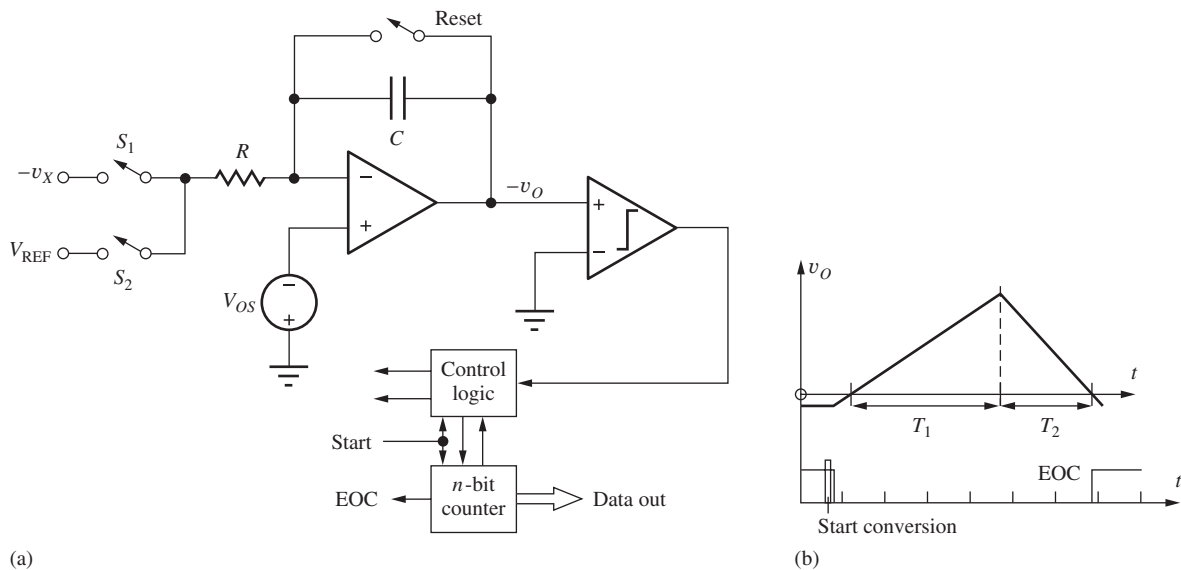 Reset
C
S1
R
−vX
−
−vO
+
+
VREF
−
S2
−
VOS
+
vO
Control
logic
t
T1
T2
Start
n-bit
counter
EOC
Data out
EOC
t
Start conversion
(a)
(b)